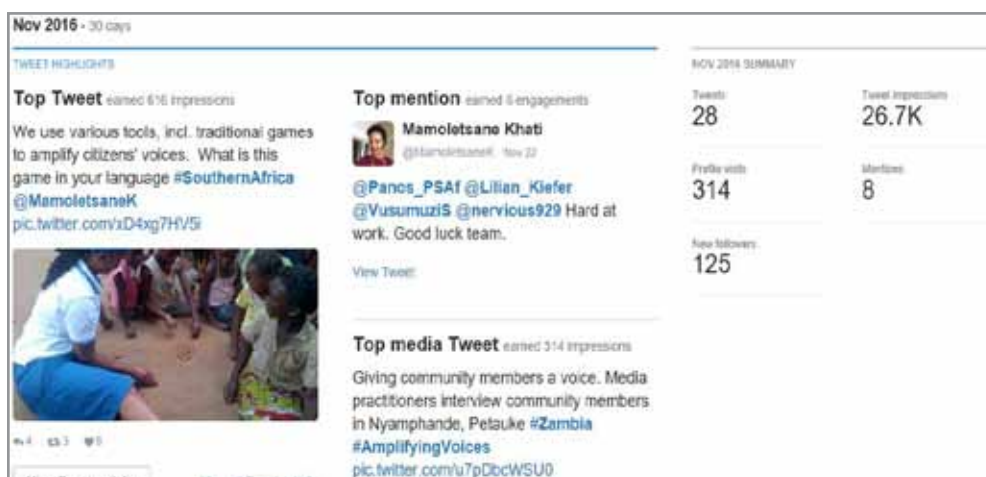 Nov 2016 - 30 days
TWEET HIGHLIGHTS
Top Tweet earned 616 impressions
We use various tools, incl. traditional games
to amplify citizens' voices. What is this
game in your language #SouthernAfrica
@MamoletsaneK
pic.twitter.com/xD4xg7HV5i
4 3 6
Top mention earned 6 engagements
Mamoletsane Khati
@MamoletsaneK Nov 22
@Panos_PSAf @Lilian_Kiefer
@VusumuziS @nervious929 Hard at
work. Good luck team.
View Tweet
Top media Tweet earned 314 impressions
Giving community members a voice. Media
practitioners interview community members
in Nyamphande, Petauke #Zambia
#AmplifyingVoices
pic.twitter.com/u7pDbcWSU0
NOV 2016 SUMMARY
Tweets
28
Tweet impressions
26.7K
Profile visits
314
Mentions
8
New followers
125